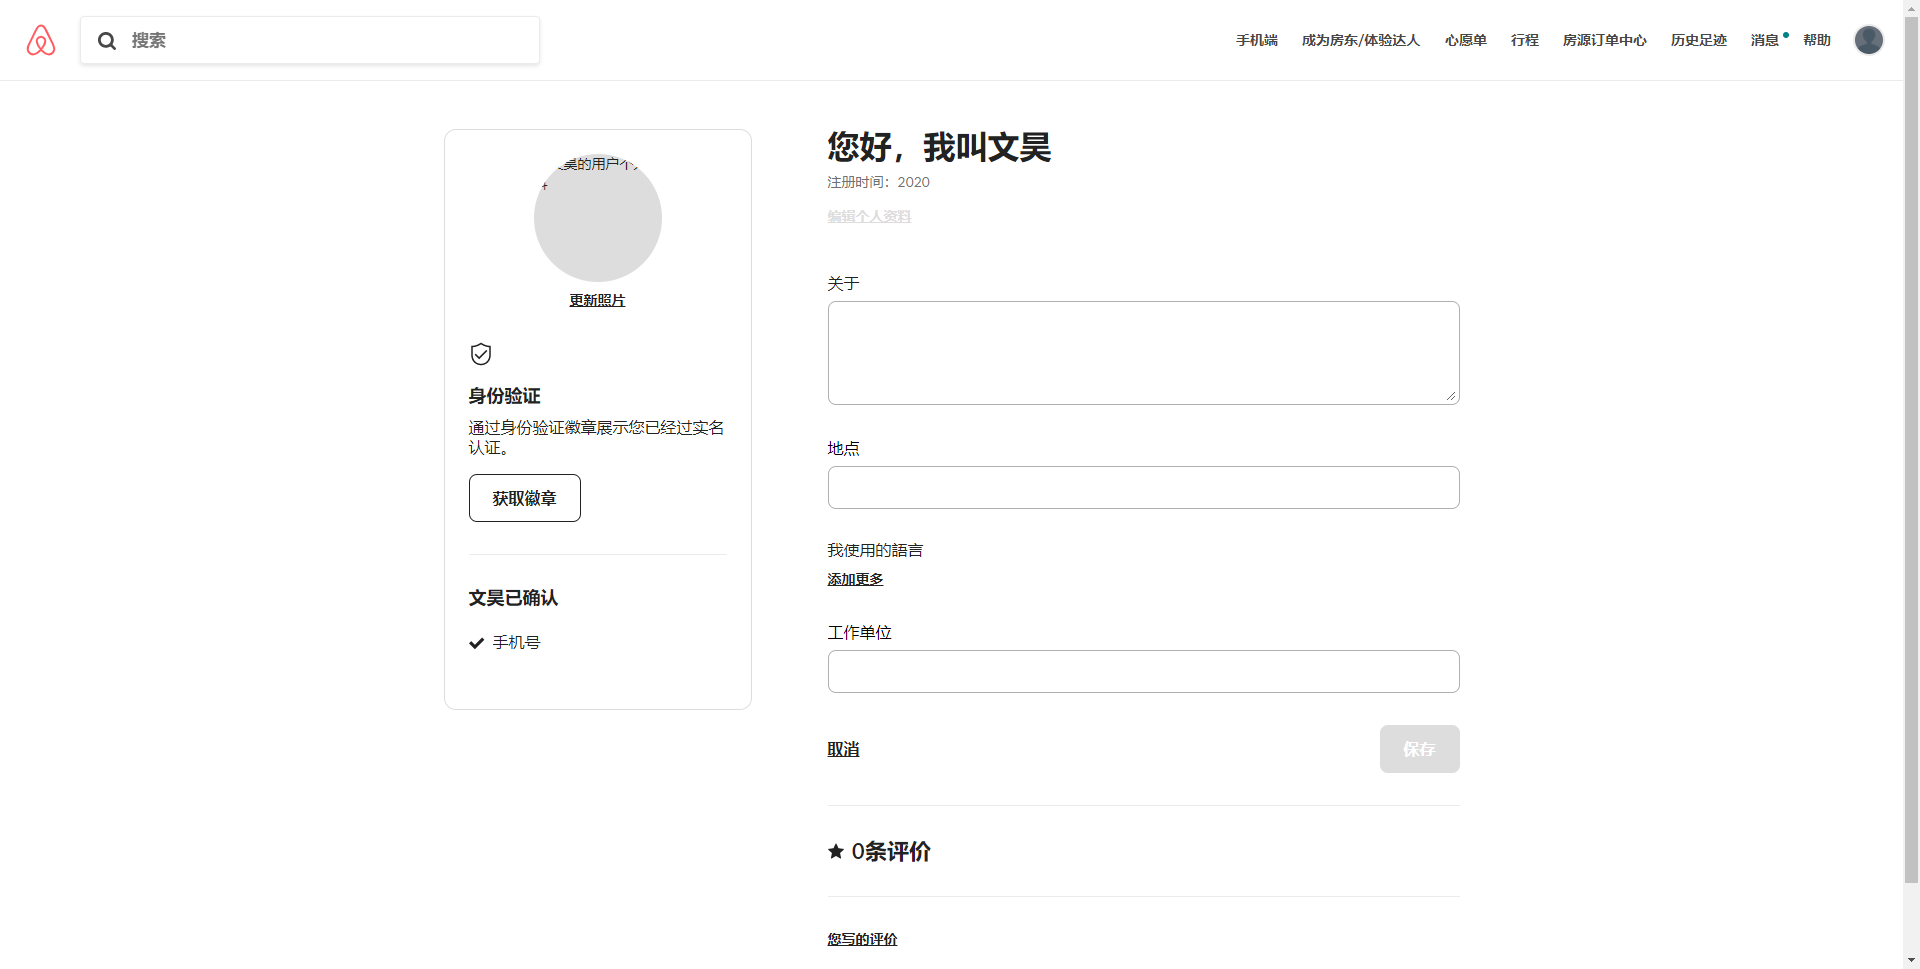 搜索
手机端 成为房东/体验达人 心愿单 行程 房源订单中心 历史足迹 消息 帮助
昊的用户个
更新照片
身份验证
通过身份验证徽章展示您已经过实名
认证。
获取徽章
文昊已确认
手机号
您好，我叫文昊
注册时间：2020
编辑个人资料
关于
地点
我使用的語言
添加更多
工作单位
取消
保存
0条评价
您写的评价